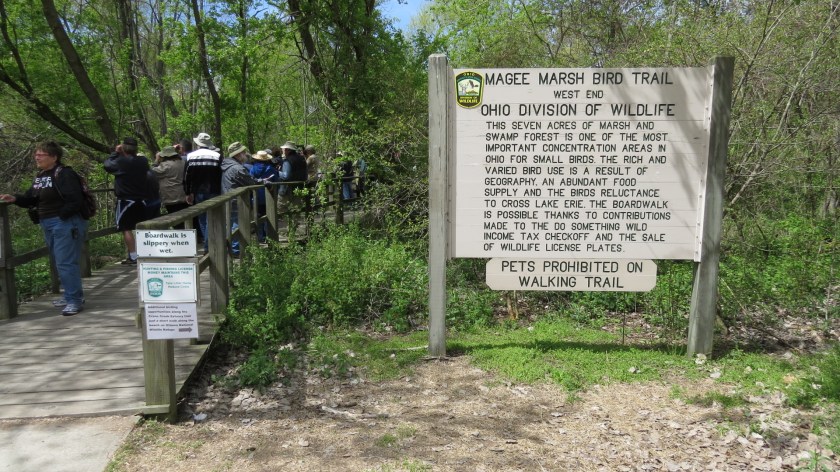 MAGEE MARSH BIRD TRAIL
WEST END
OHIO DIVISION OF WILDLIFE
THIS SEVEN ACRES OF MARSH AND
SWAMP FOREST IS ONE OF THE MOST
IMPORTANT CONCENTRATION AREAS IN
OHIO FOR SMALL BIRDS. THE RICH AND
VARIED BIRD USE IS A RESULT OF
GEOGRAPHY, AN ABUNDANT FOOD
SUPPLY AND THE BIRDS RELUCTANCE
TO CROSS LAKE ERIE. THE BOARDWALK
IS POSSIBLE THANKS TO CONTRIBUTIONS
MADE TO THE DO SOMETHING WILD
INCOME TAX CHECKOFF AND THE SALE
OF WILDLIFE LICENSE PLATES.
PETS PROHIBITED ON
WALKING TRAIL
Boardwalk is
slippery when
wet.